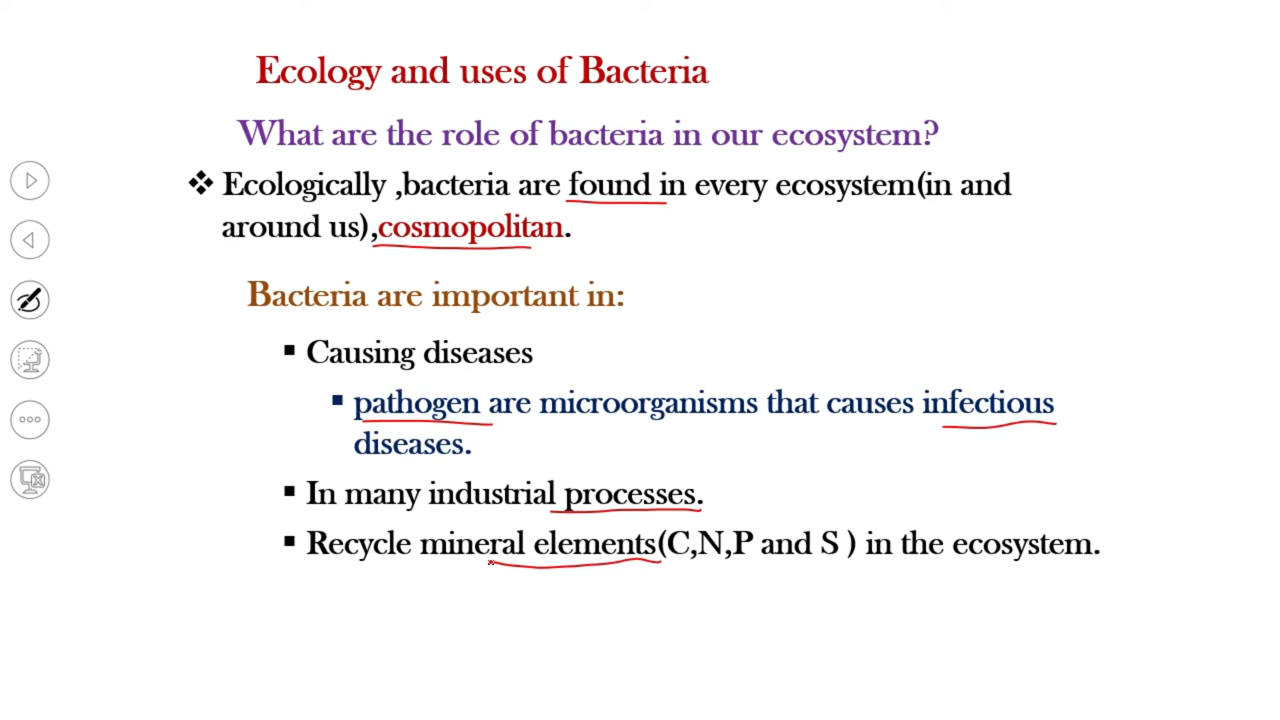 Ecology and uses of Bacteria
What are the role of bacteria in our ecosystem?
❖ Ecologically ,bacteria are found in every ecosystem(in and
around us),cosmopolitan.
Bacteria are important in:
▪ Causing diseases
▪ pathogen are microorganisms that causes infectious
diseases.
▪ In many industrial processes.
▪ Recycle mineral elements(C,N,P and S ) in the ecosystem.